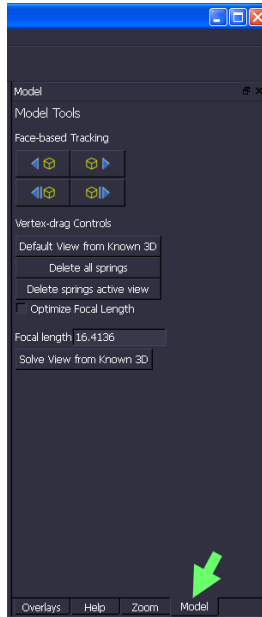 Model
Model Tools
Face-based Tracking
Vertex-drag Controls
Default View from Known 3D
Delete all springs
Delete springs active view
Optimize Focal Length
Focal length 16.4136
Solve View from Known 3D
Overlays Help Zoom Model